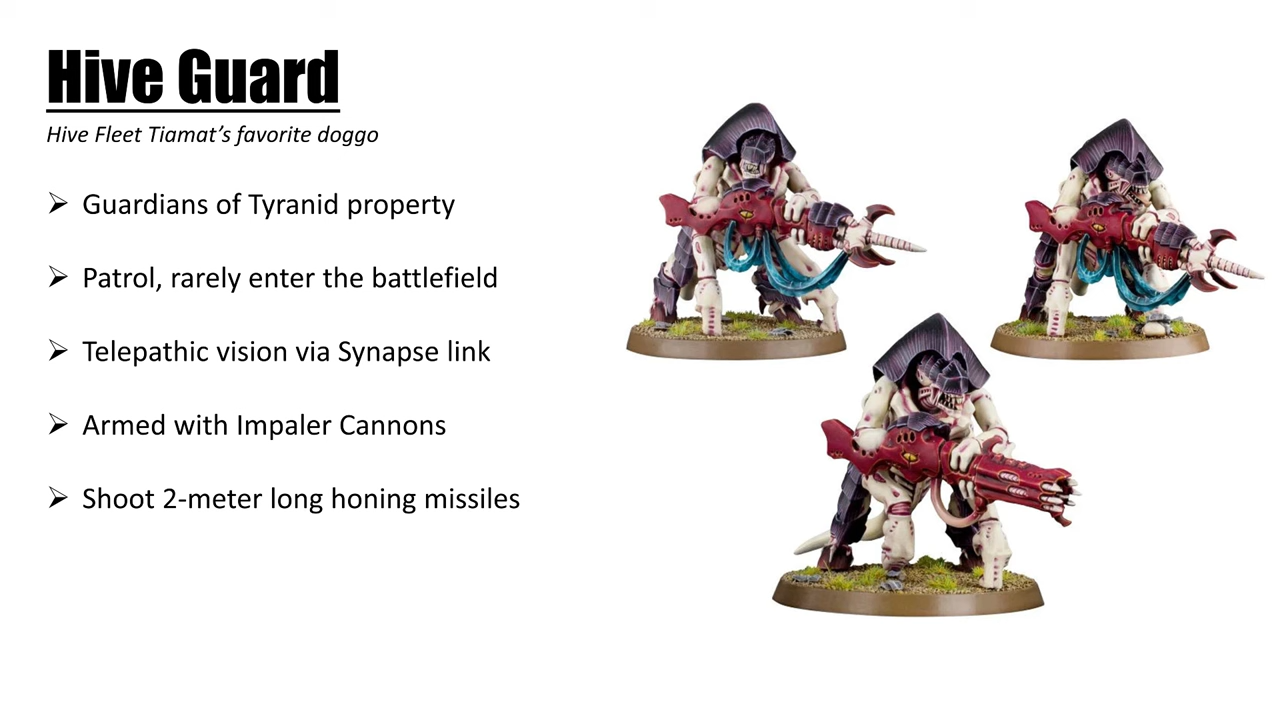 Hive Guard
Hive Fleet Tiamat’s favorite doggo
➢ Guardians of Tyranid property
➢ Patrol, rarely enter the battlefield
➢ Telepathic vision via Synapse link
➢ Armed with Impaler Cannons
➢ Shoot 2-meter long honing missiles